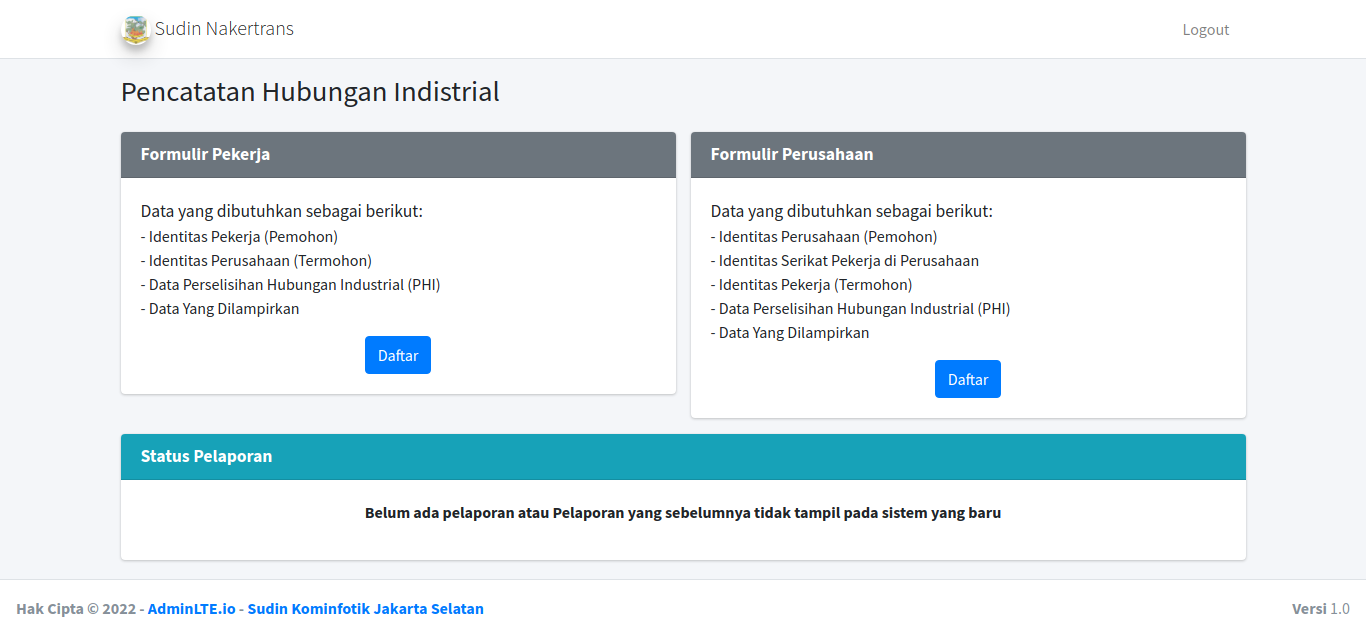 Sudin Nakertrans
Logout
Pencatatan Hubungan Indistrial
Formulir Pekerja
Data yang dibutuhkan sebagai berikut:
- Identitas Pekerja (Pemohon)
- Identitas Perusahaan (Termohon)
- Data Perselisihan Hubungan Industrial (PHI)
- Data Yang Dilampirkan
Daftar
Formulir Perusahaan
Data yang dibutuhkan sebagai berikut:
- Identitas Perusahaan (Pemohon)
- Identitas Serikat Pekerja di Perusahaan
- Identitas Pekerja (Termohon)
- Data Perselisihan Hubungan Industrial (PHI)
- Data Yang Dilampirkan
Daftar
Status Pelaporan
Belum ada pelaporan atau Pelaporan yang sebelumnya tidak tampil pada sistem yang baru
Hak Cipta © 2022 - AdminLTE.io - Sudin Kominfotik Jakarta Selatan
Versi 1.0